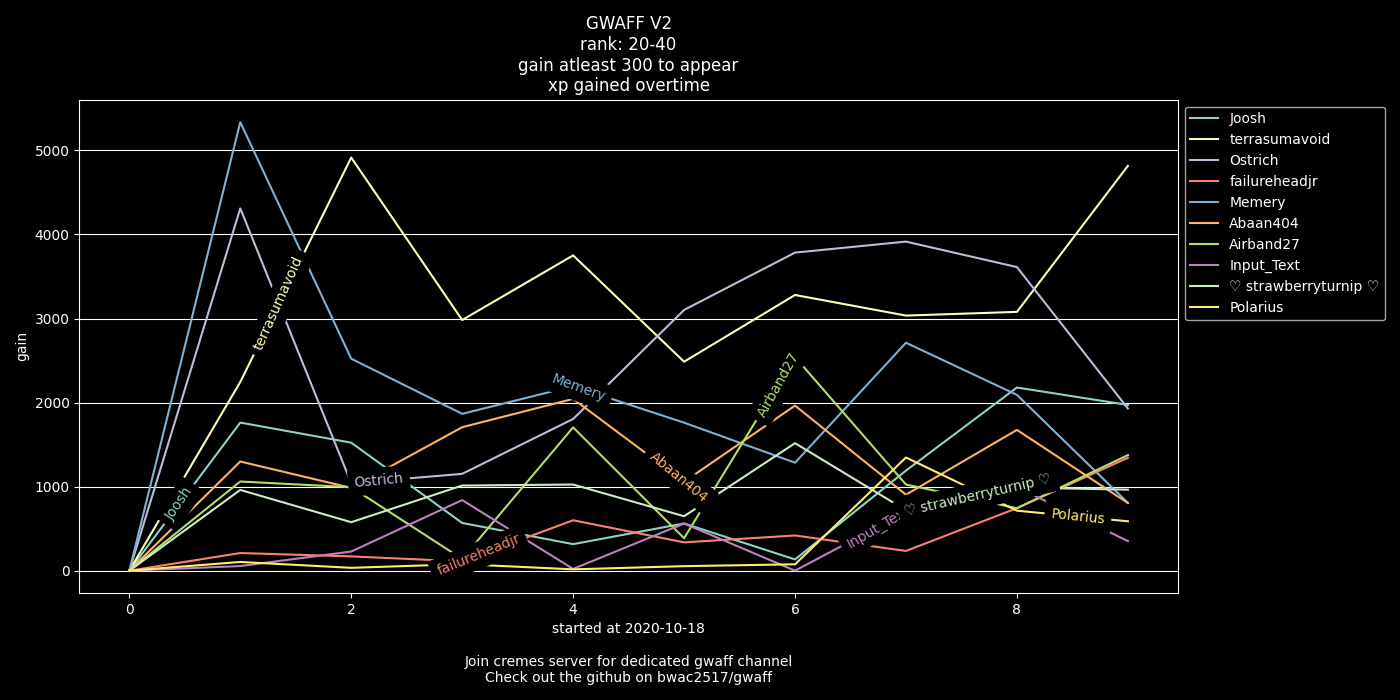 GWAFF V2
rank: 20-40
gain atleast 300 to appear
xp gained overtime
gain
5000
4000
3000
2000
1000
0
0 2 4 6 8
started at 2020-10-18
Join cremes server for dedicated gwaff channel
Check out the github on bwac2517/gwaff
Joosh
terrasumavoid
Ostrich
failureheadjr
Memery
Abaan404
Airband27
Input_Text
♡ strawberryturnip ♡
Polarius
Joosh
terrasumavoid
Ostrich
failureheadjr
Memery
Abaan404
Airband27
Input_Te
♡ strawberryturnip ♡
Polarius